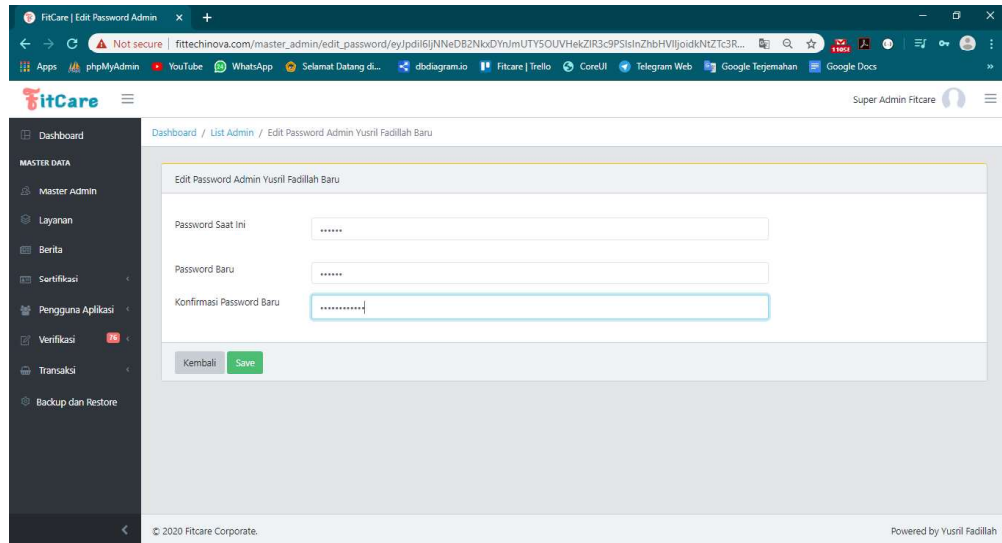 FitCare | Edit Password Admin
Not secure | fittechinova.com/master_admin/edit_password/
Apps phpMyAdmin YouTube WhatsApp Selamat Datang di... dbdiagram.io Fitcare | Trello CoreUI Telegram Web Google Terjemahan Google Docs
FitCare
Super Admin Fitcare
Dashboard
Dashboard / List Admin / Edit Password Admin Yusril Fadillah Baru
MASTER DATA
Master Admin
Layanan
Berita
Sertifikasi
Pengguna Aplikasi
Verifikasi 76
Transaksi
Backup dan Restore
Edit Password Admin Yusril Fadillah Baru
Password Saat Ini ••••••
Password Baru ••••••
Konfirmasi Password Baru ••••••••••••
Kembali Save
© 2020 Fitcare Corporate.
Powered by Yusril Fadillah